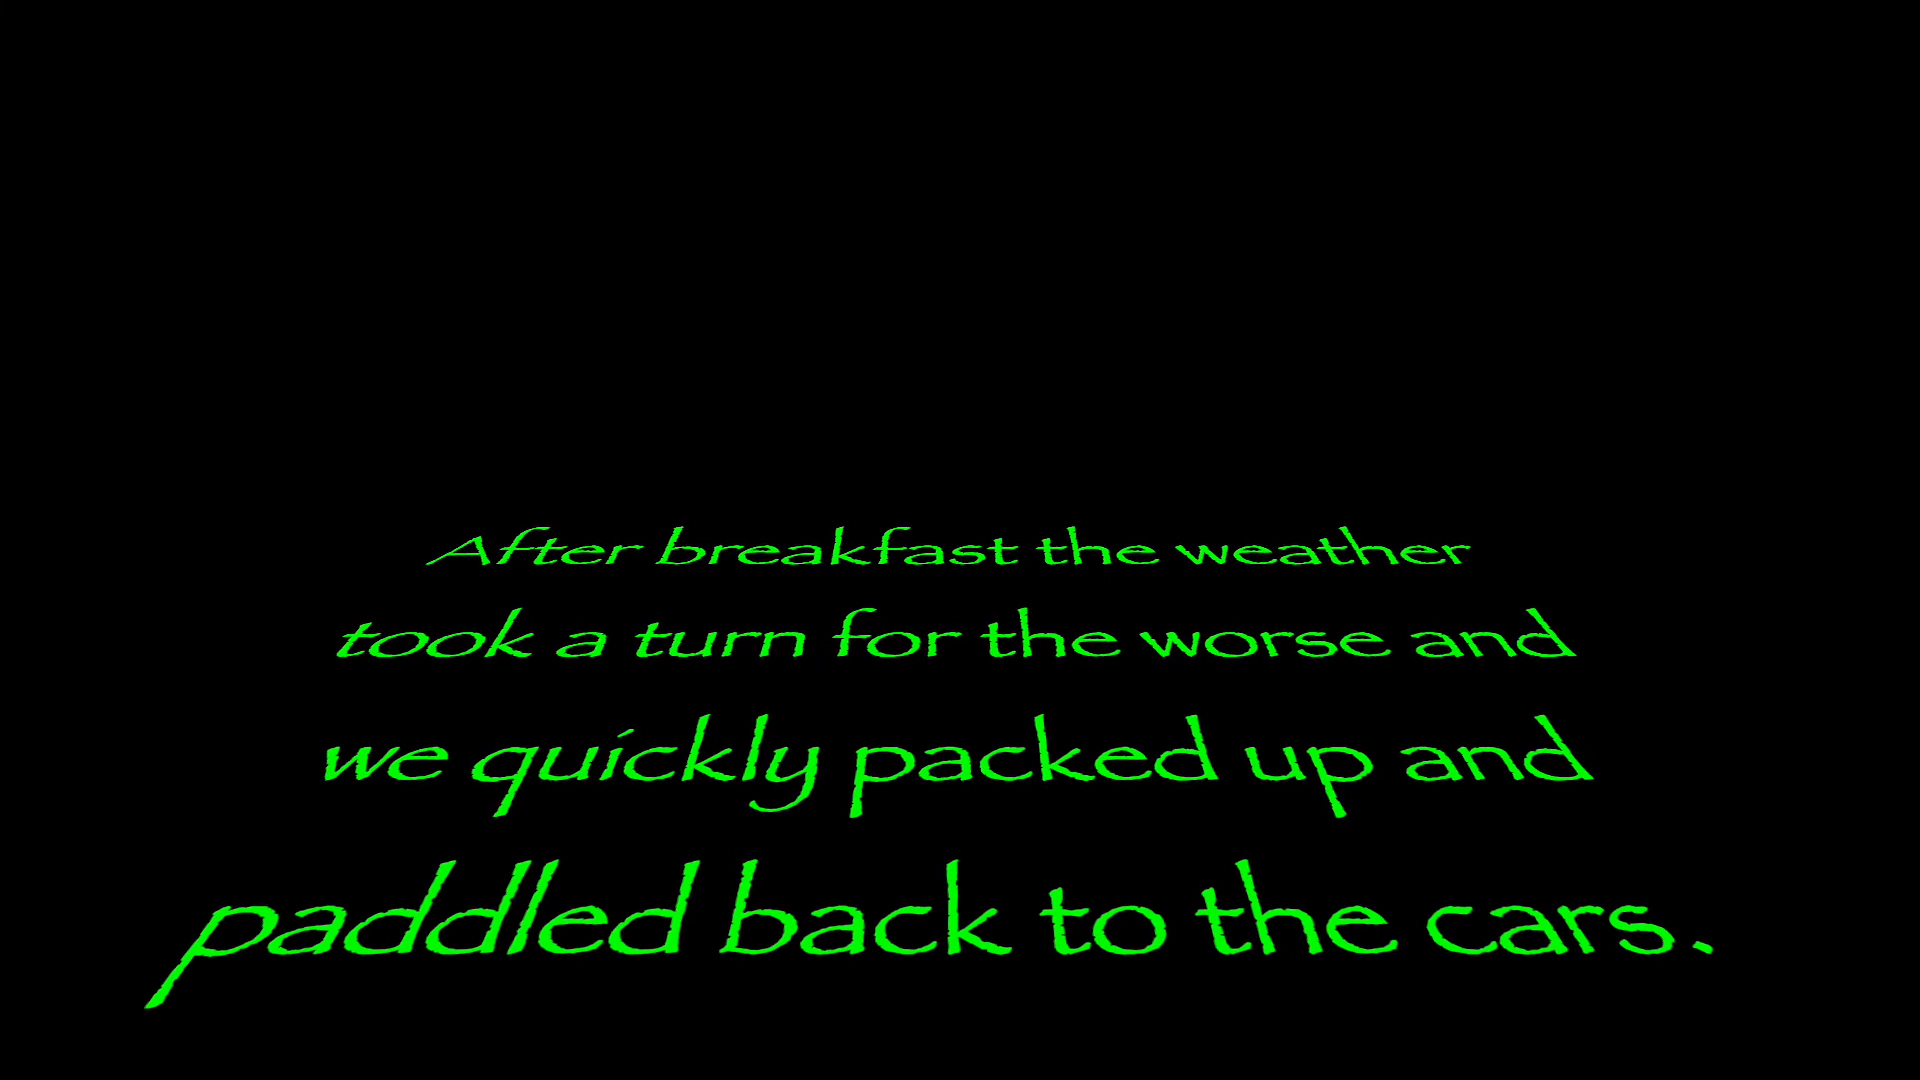 After breakfast the weather
took a turn for the worse and
we quickly packed up and
paddled back to the cars.